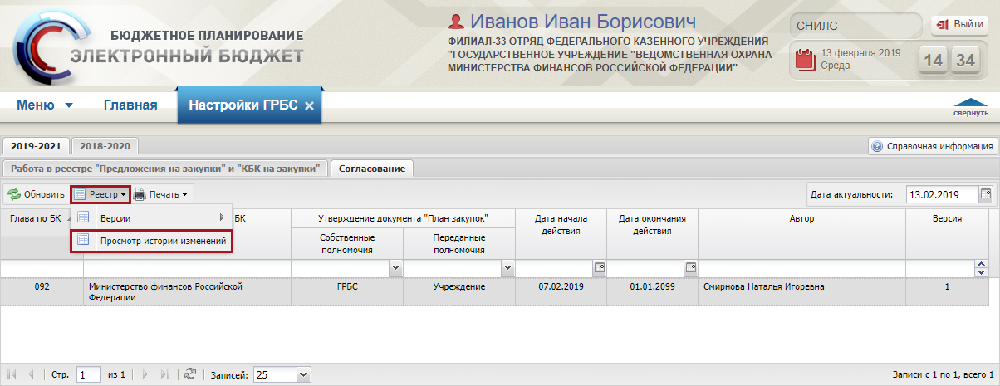 БЮДЖЕТНОЕ ПЛАНИРОВАНИЕ
ЭЛЕКТРОННЫЙ БЮДЖЕТ
Иванов Иван Борисович
ФИЛИАЛ-33 ОТРЯД ФЕДЕРАЛЬНОГО КАЗЕННОГО УЧРЕЖДЕНИЯ
"ГОСУДАРСТВЕННОЕ УЧРЕЖДЕНИЕ "ВЕДОМСТВЕННАЯ ОХРАНА
МИНИСТЕРСТВА ФИНАНСОВ РОССИЙСКОЙ ФЕДЕРАЦИИ"
СНИЛС
Выйти
13 февраля 2019
Среда
14 34
Меню Главная Настройки ГРБС
свернуть
2019-2021 2018-2020
Справочная информация
Работа в реестре "Предложения на закупки" и "КБК на закупки" Согласование
Обновить Реестр Печать
Дата актуальности: 13.02.2019
Версии
Просмотр истории изменений
Глава по БК БК Утверждение документа "План закупок" Дата начала действия Дата окончания действия Автор Версия
Собственные полномочия Переданные полномочия
092 Министерство финансов Российской Федерации ГРБС Учреждение 07.02.2019 01.01.2099 Смирнова Наталья Игоревна 1
Стр. 1 из 1 Записей: 25
Записи с 1 по 1, всего 1